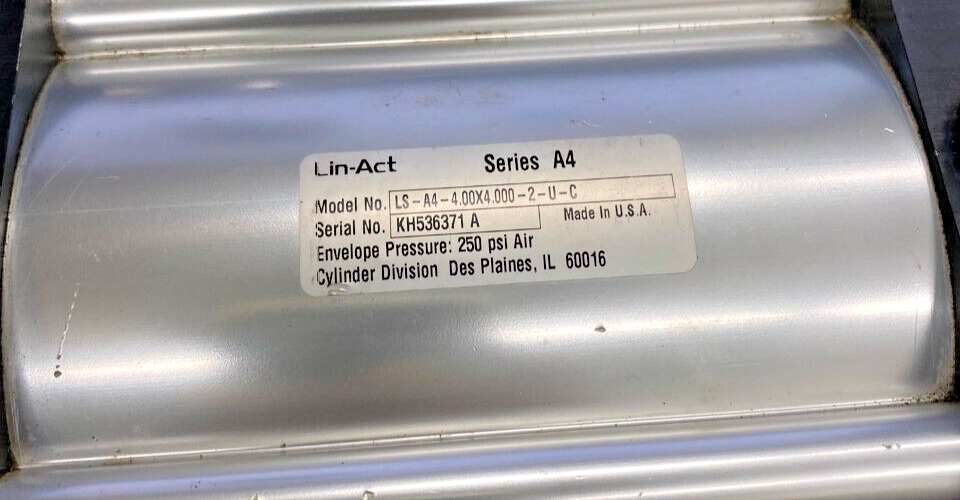 Lin-Act Series A4
Model No. LS-A4-4.00X4.000-2-U-C
Serial No. KH536371 A Made In U.S.A.
Envelope Pressure: 250 psi Air
Cylinder Division Des Plaines, IL 60016